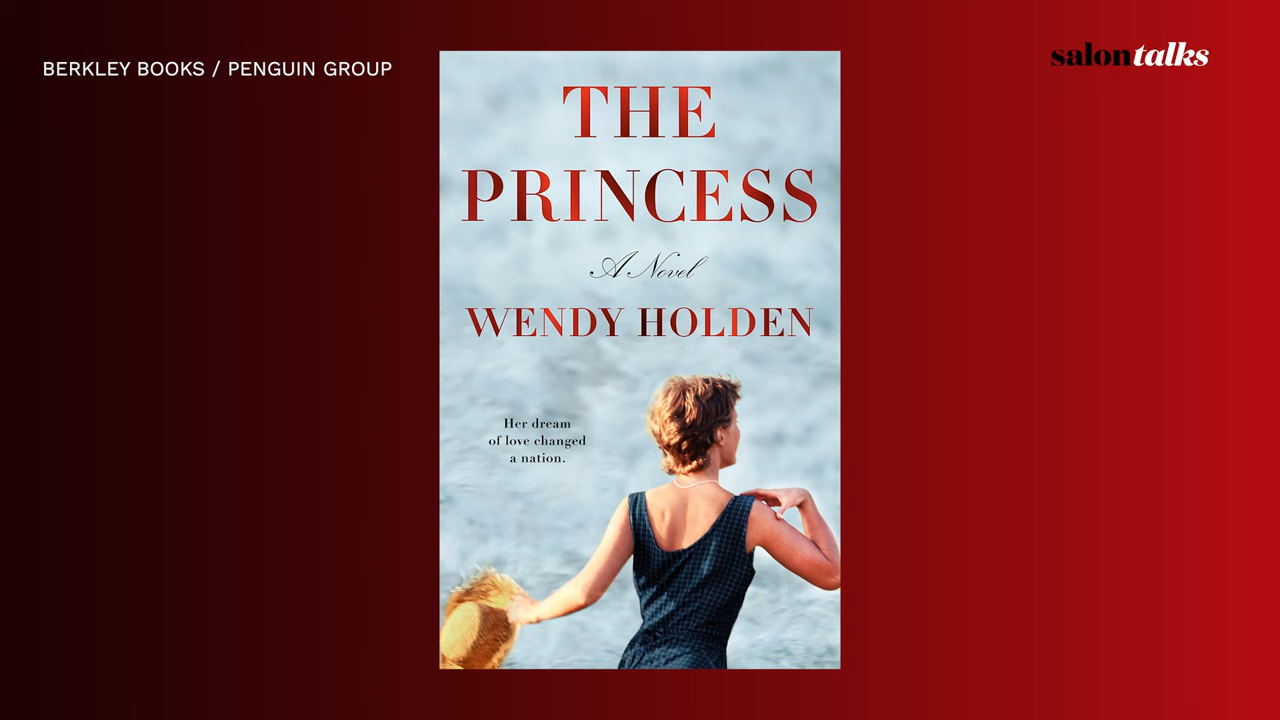 BERKLEY BOOKS / PENGUIN GROUP
salontalks
THE
PRINCESS
A Novel
WENDY HOLDEN
Her dream
of love changed
a nation.